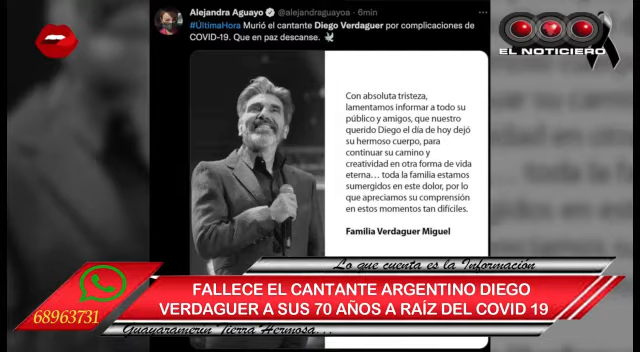 Alejandra Aguayo @alejandraguayoa · 6min
#ÚltimaHora Murió el cantante Diego Verdaguer por complicaciones de
COVID-19. Que en paz descanse.
EL NOTICIERO
Con absoluta tristeza,
lamentamos informar a todo su
público y amigos, que nuestro
querido Diego el día de hoy dejó
su hermoso cuerpo, para
continuar su camino y
creatividad en otra forma de vida
eterna... toda la familia estamos
sumergidos en este dolor, por lo
que apreciamos su comprensión
en estos momentos tan difíciles.
Familia Verdaguer Miguel
Lo que cuenta es la Información
FALLECE EL CANTANTE ARGENTINO DIEGO
VERDAGUER A SUS 70 AÑOS A RAÍZ DEL COVID 19
68963731
Guayaramerín Tierra Hermosa...